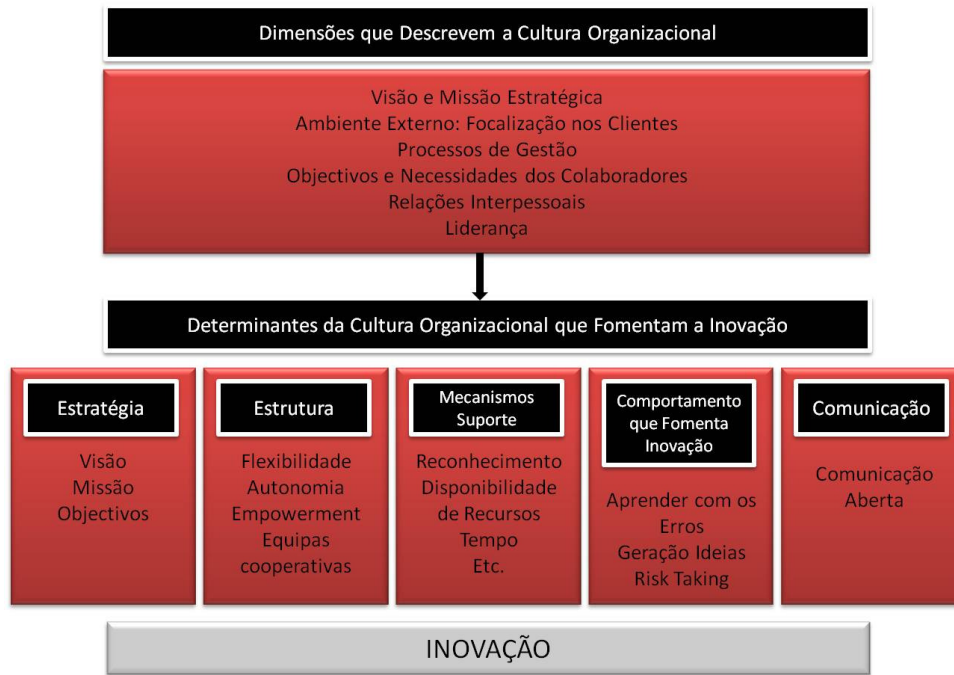 Dimensões que Descrevem a Cultura Organizacional
Visão e Missão Estratégica
Ambiente Externo: Focalização nos Clientes
Processos de Gestão
Objectivos e Necessidades dos Colaboradores
Relações Interpessoais
Liderança
Determinantes da Cultura Organizacional que Fomentam a Inovação
Estratégia
Visão
Missão
Objectivos
Estrutura
Flexibilidade
Autonomia
Empowerment
Equipas
cooperativas
Mecanismos
Suporte
Reconhecimento
Disponibilidade
de Recursos
Tempo
Etc.
Comportamento
que Fomenta
Inovação
Aprender com os
Erros
Geração Ideias
Risk Taking
Comunicação
Comunicação
Aberta
INOVAÇÃO